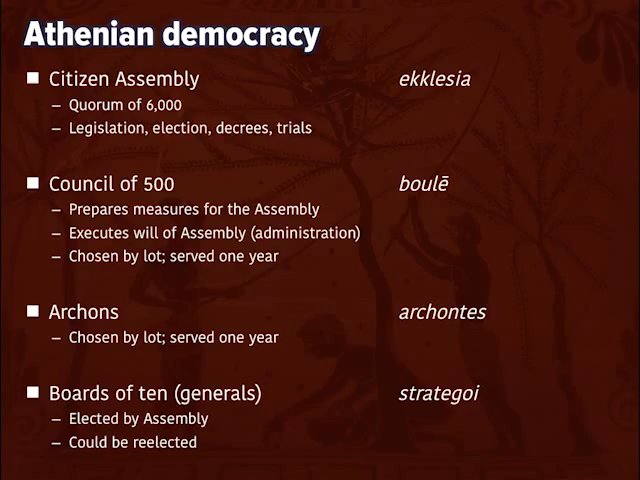 Athenian democracy
■ Citizen Assembly ekklesia
– Quorum of 6,000
– Legislation, election, decrees, trials
■ Council of 500 boulē
– Prepares measures for the Assembly
– Executes will of Assembly (administration)
– Chosen by lot; served one year
■ Archons archontes
– Chosen by lot; served one year
■ Boards of ten (generals) strategoi
– Elected by Assembly
– Could be reelected